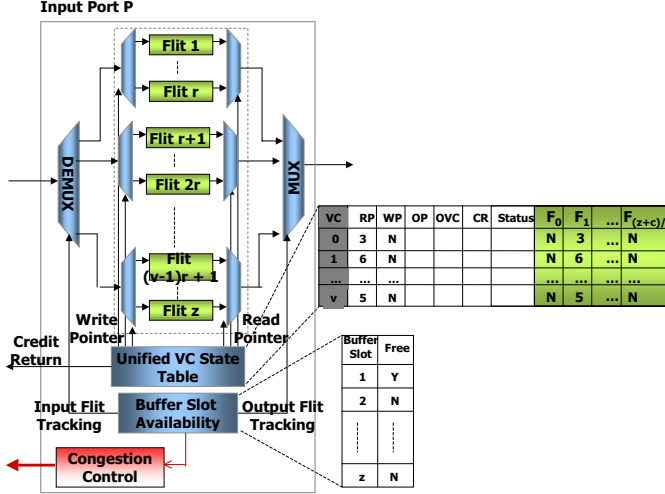 Input Port P
Flit 1
Flit r
Flit r+1
Flit 2r
Flit
(v-1)r + 1
Flit z
DEMUX
MUX
Write
Pointer
Read
Pointer
Credit
Return
Unified VC State
Table
Input Flit
Tracking
Buffer Slot
Availability
Output Flit
Tracking
Congestion
Control
VC RP WP OP OVC CR Status F0 F1 ... F(z+c)/
0 3 N N 3 ... N
1 6 N N 6 ... N
... ... ... ... ... ...
v 5 N N 5 ... N
Buffer
Slot Free
1 Y
2 N
z N